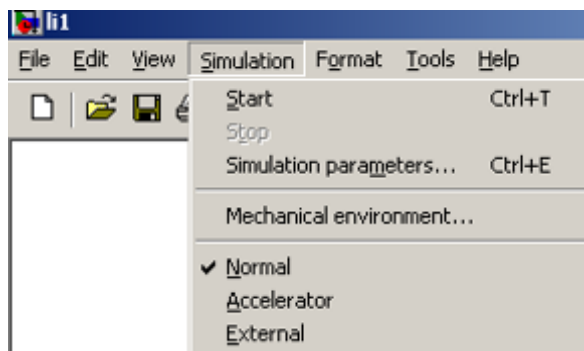 li1
File Edit View Simulation Format Tools Help
Start Ctrl+T
Stop
Simulation parameters... Ctrl+E
Mechanical environment...
Normal
Accelerator
External